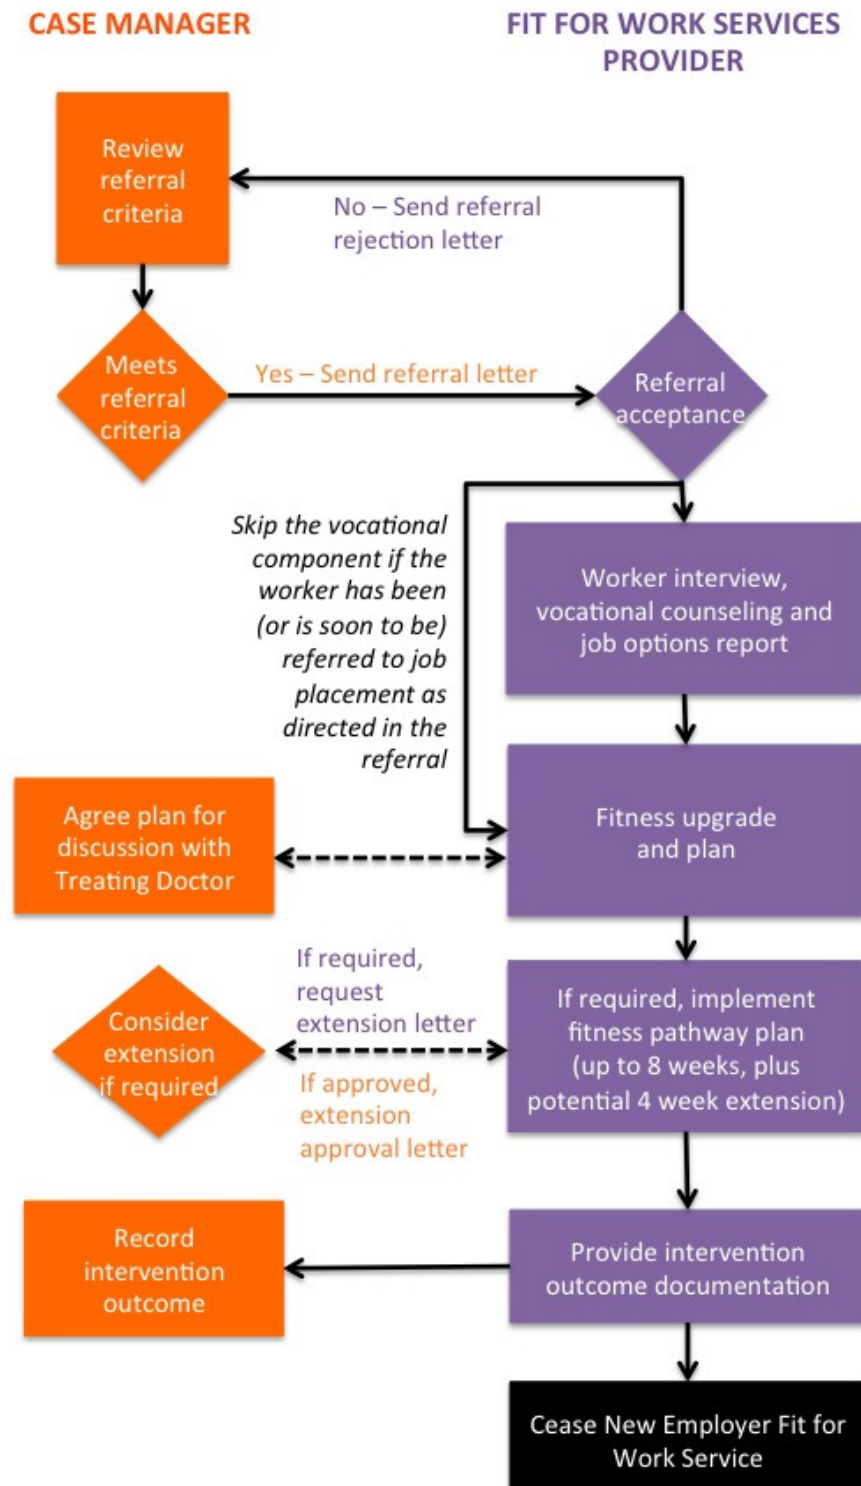 CASE MANAGER
FIT FOR WORK SERVICES
PROVIDER
Review
referral
criteria
No – Send referral
rejection letter
Meets
referral
criteria
Yes – Send referral letter
Referral
acceptance
Skip the vocational
component if the
worker has been
(or is soon to be)
referred to job
placement as
directed in the
referral
Worker interview,
vocational counseling and
job options report
Agree plan for
discussion with
Treating Doctor
Fitness upgrade
and plan
Consider
extension
if required
If required,
request
extension letter
If approved,
extension
approval letter
If required, implement
fitness pathway plan
(up to 8 weeks, plus
potential 4 week extension)
Record
intervention
outcome
Provide intervention
outcome documentation
Cease New Employer Fit for
Work Service